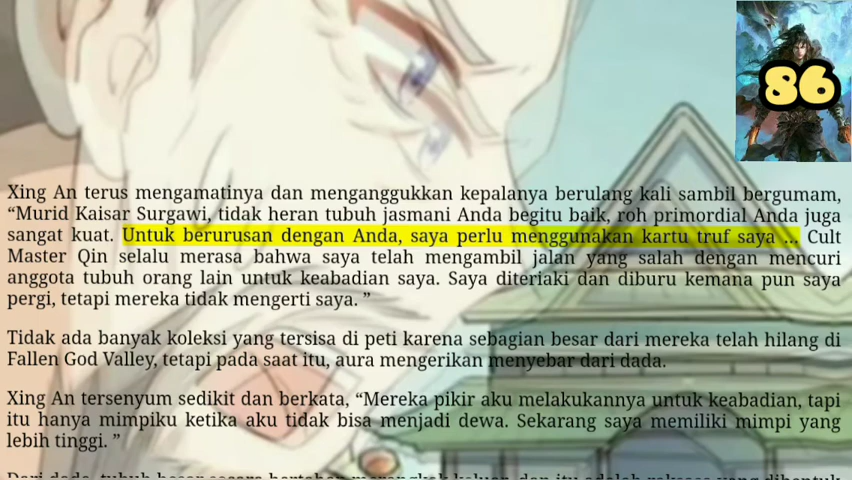 86
Xing An terus mengamatinya dan menganggukkan kepalanya berulang kali sambil bergumam,
“Murid Kaisar Surgawi, tidak heran tubuh jasmani Anda begitu baik, roh primordial Anda juga
sangat kuat. Untuk berurusan dengan Anda, saya perlu menggunakan kartu truf saya ... Cult
Master Qin selalu merasa bahwa saya telah mengambil jalan yang salah dengan mencuri
anggota tubuh orang lain untuk keabadian saya. Saya diteriaki dan diburu kemana pun saya
pergi, tetapi mereka tidak mengerti saya. ”
Tidak ada banyak koleksi yang tersisa di peti karena sebagian besar dari mereka telah hilang di
Fallen God Valley, tetapi pada saat itu, aura mengerikan menyebar dari dada.
Xing An tersenyum sedikit dan berkata, “Mereka pikir aku melakukannya untuk keabadian, tapi
itu hanya mimpiku ketika aku tidak bisa menjadi dewa. Sekarang saya memiliki mimpi yang
lebih tinggi. ”